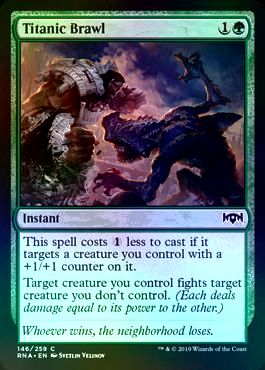 Titanic Brawl 1
Instant
This spell costs 1 less to cast if it
targets a creature you control with a
+1/+1 counter on it.
Target creature you control fights target
creature you don't control. (Each deals
damage equal to its power to the other.)
Whoever wins, the neighborhood loses.
146/259 C
RNA • EN Svetlin Velinov
™ & © 2019 Wizards of the Coast